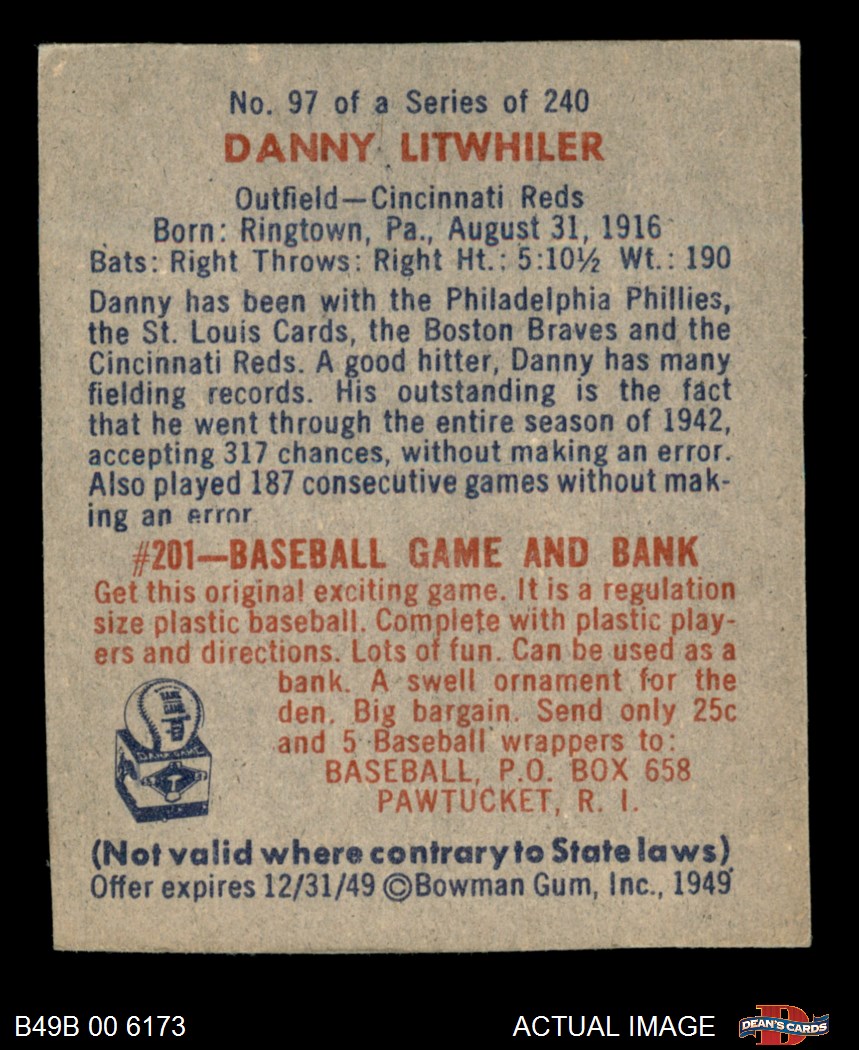 No. 97 of a Series of 240
DANNY LITWHILER
Outfield—Cincinnati Reds
Born: Ringtown, Pa., August 31, 1916
Bats: Right Throws: Right Ht.: 5:10½ Wt.: 190
Danny has been with the Philadelphia Phillies,
the St. Louis Cards, the Boston Braves and the
Cincinnati Reds. A good hitter, Danny has many
fielding records. His outstanding is the fact
that he went through the entire season of 1942,
accepting 317 chances, without making an error.
Also played 187 consecutive games without mak-
ing an error
#201—BASEBALL GAME AND BANK
Get this original exciting game. It is a regulation
size plastic baseball. Complete with plastic play-
ers and directions. Lots of fun. Can be used as a
bank. A swell ornament for the
den. Big bargain. Send only 25c
and 5 Baseball wrappers to:
BASEBALL, P.O. BOX 658
PAWTUCKET, R. I.
(Not valid where contrary to State laws)
Offer expires 12/31/49 ©Bowman Gum, Inc., 1949
B49B 00 6173
ACTUAL IMAGE
D
DEAN'S CARDS